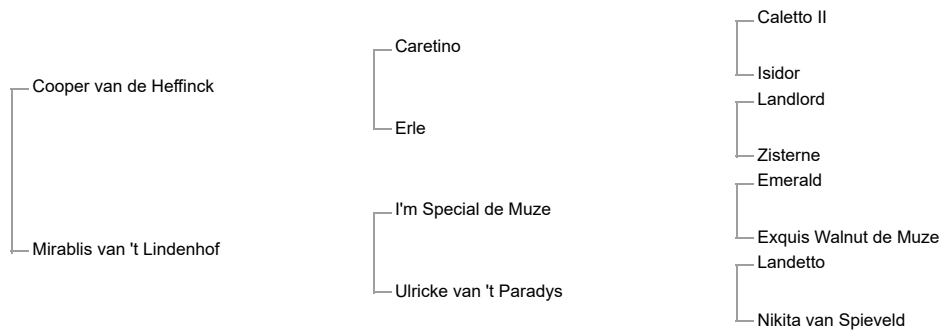 Caletto II
Caretino
Isidor
Cooper van de Heffinck
Landlord
Erle
Zisterne
Emerald
I'm Special de Muze
Exquis Walnut de Muze
Mirablis van 't Lindenhof
Landetto
Ulricke van 't Paradys
Nikita van Spieveld